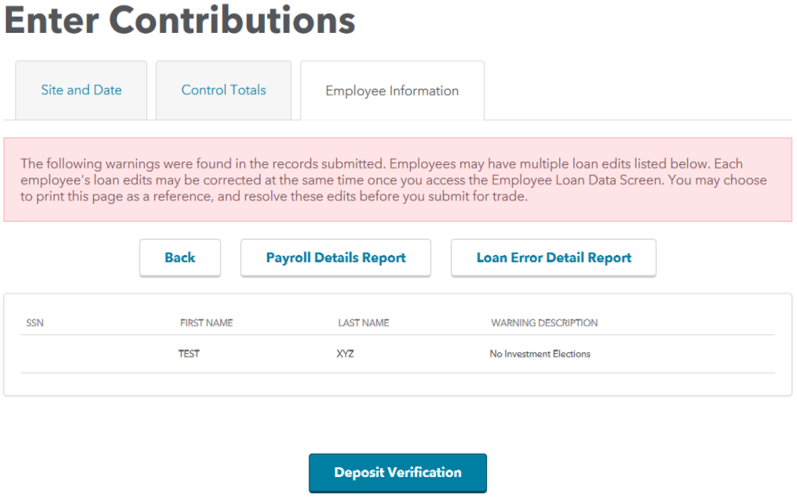 Enter Contributions
Site and Date
Control Totals
Employee Information
The following warnings were found in the records submitted. Employees may have multiple loan edits listed below. Each
employee's loan edits may be corrected at the same time once you access the Employee Loan Data Screen. You may choose
to print this page as a reference, and resolve these edits before you submit for trade.
Back
Payroll Details Report
Loan Error Detail Report
SSN FIRST NAME LAST NAME WARNING DESCRIPTION
TEST XYZ No Investment Elections
Deposit Verification